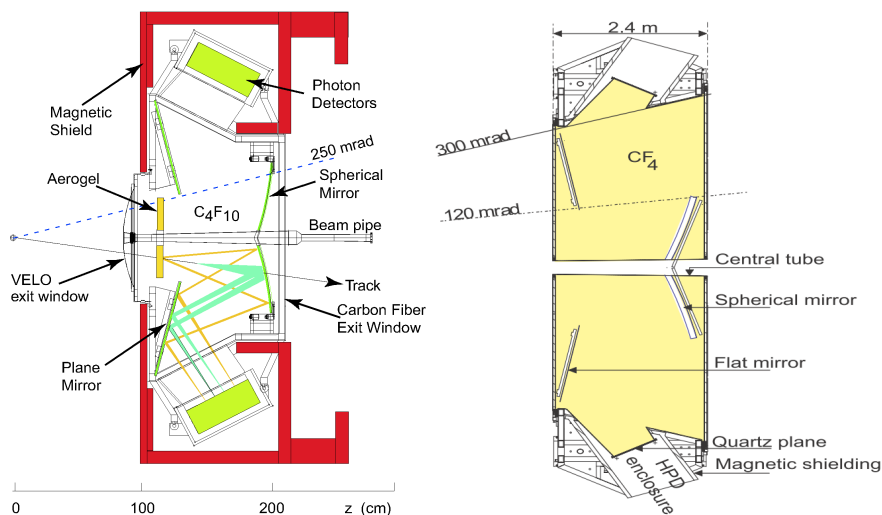 Photon
Detectors
Magnetic
Shield
250 mrad
Aerogel
Spherical
Mirror
C4F10
Beam pipe
VELO
exit window
Track
Carbon Fiber
Exit Window
Plane
Mirror
0
100
200
z (cm)
2.4 m
300 mrad
CF4
120 mrad
Central tube
Spherical mirror
Flat mirror
Quartz plane
Magnetic shielding
HPD
enclosure